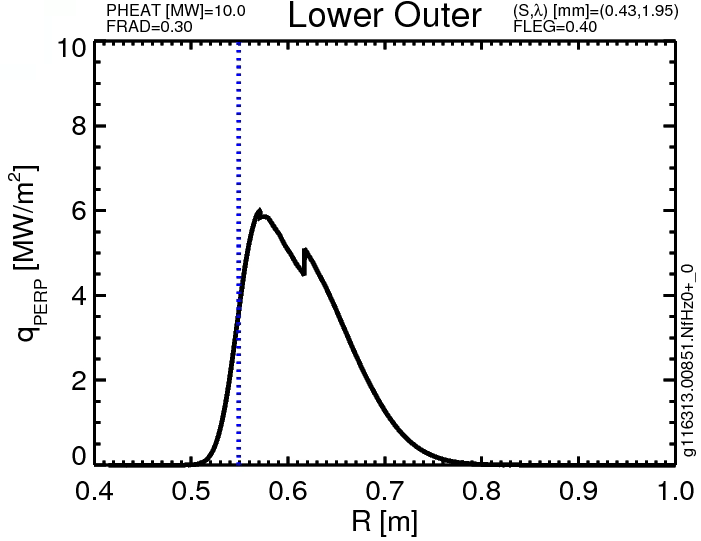 PHEAT [MW]=10.0
FRAD=0.30
Lower Outer
(S,λ) [mm]=(0.43,1.95)
FLEG=0.40
10
8
6
4
2
0
qPERP [MW/m²]
0.4 0.5 0.6 0.7 0.8 0.9 1.0
R [m]
g116313.00851.NfHz0+_0